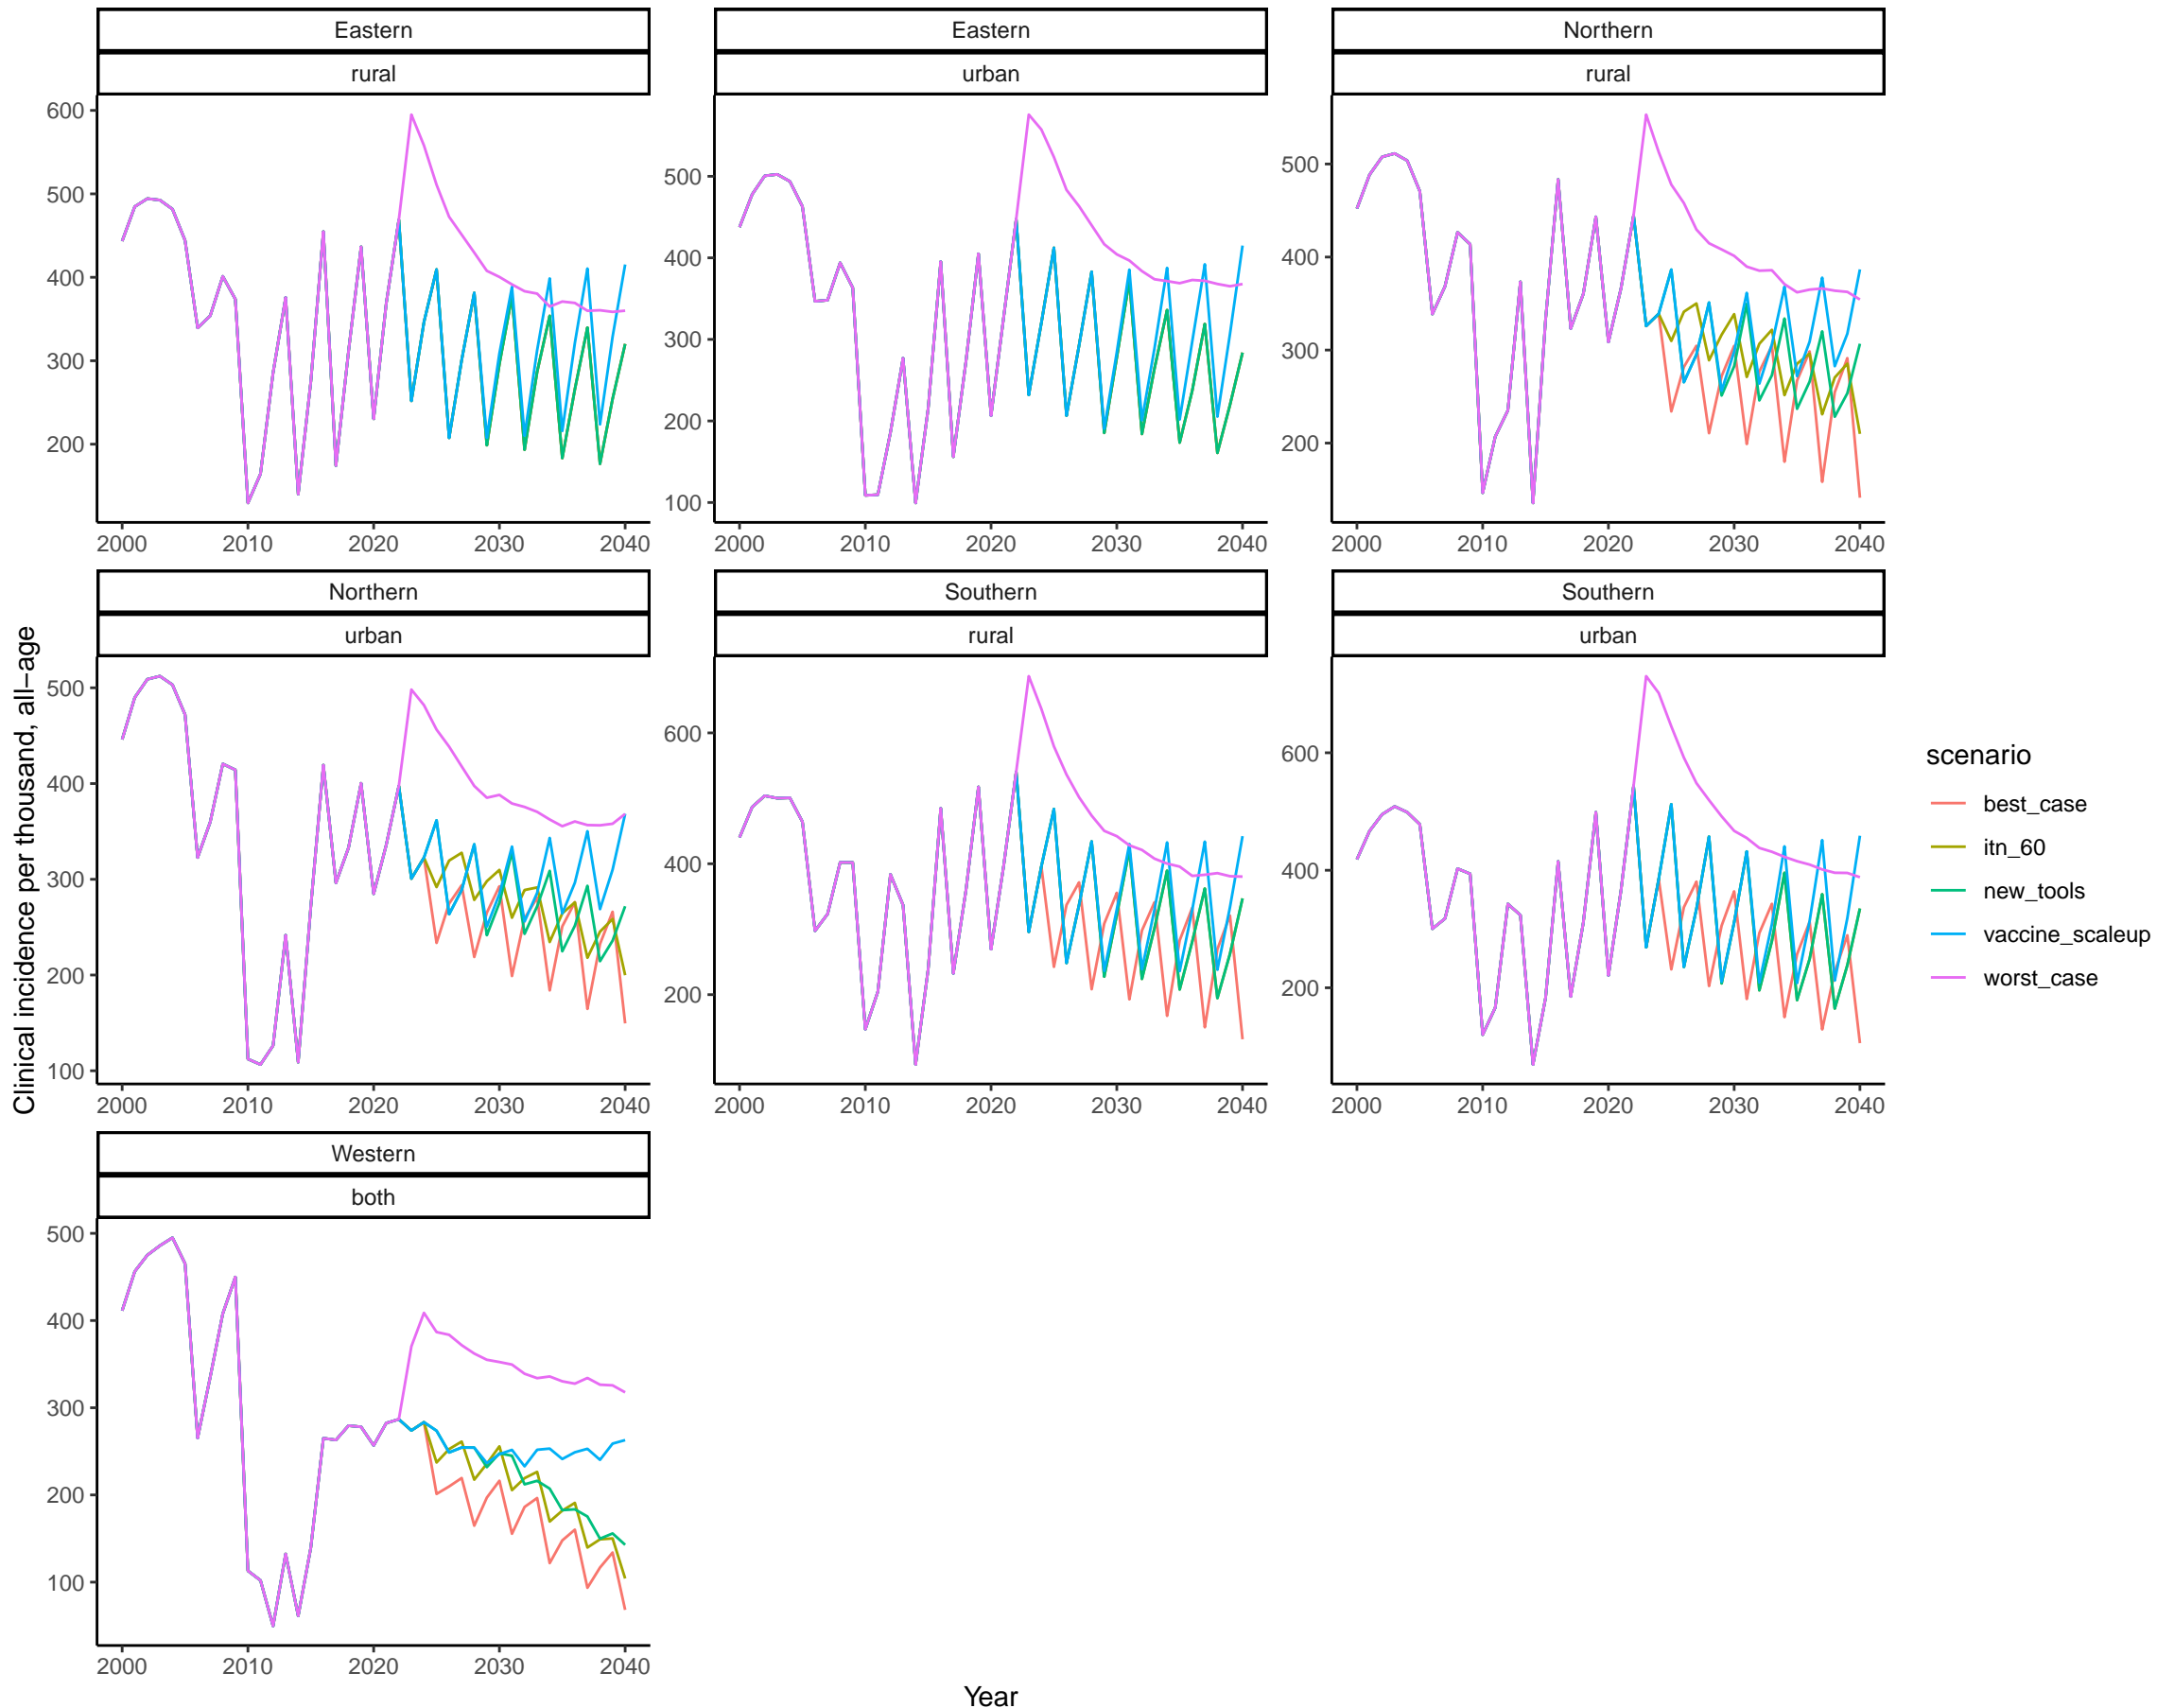 Eastern
rural
600
500
400
300
200
2000 2010 2020 2030 2040
Eastern
urban
500
400
300
200
100
2000 2010 2020 2030 2040
Northern
rural
500
400
300
200
2000 2010 2020 2030 2040
Northern
urban
500
400
300
200
100
2000 2010 2020 2030 2040
Southern
rural
600
400
200
2000 2010 2020 2030 2040
Southern
urban
600
400
200
2000 2010 2020 2030 2040
Western
both
500
400
300
200
100
2000 2010 2020 2030 2040
Clinical incidence per thousand, all−age
Year
scenario
best_case
itn_60
new_tools
vaccine_scaleup
worst_case